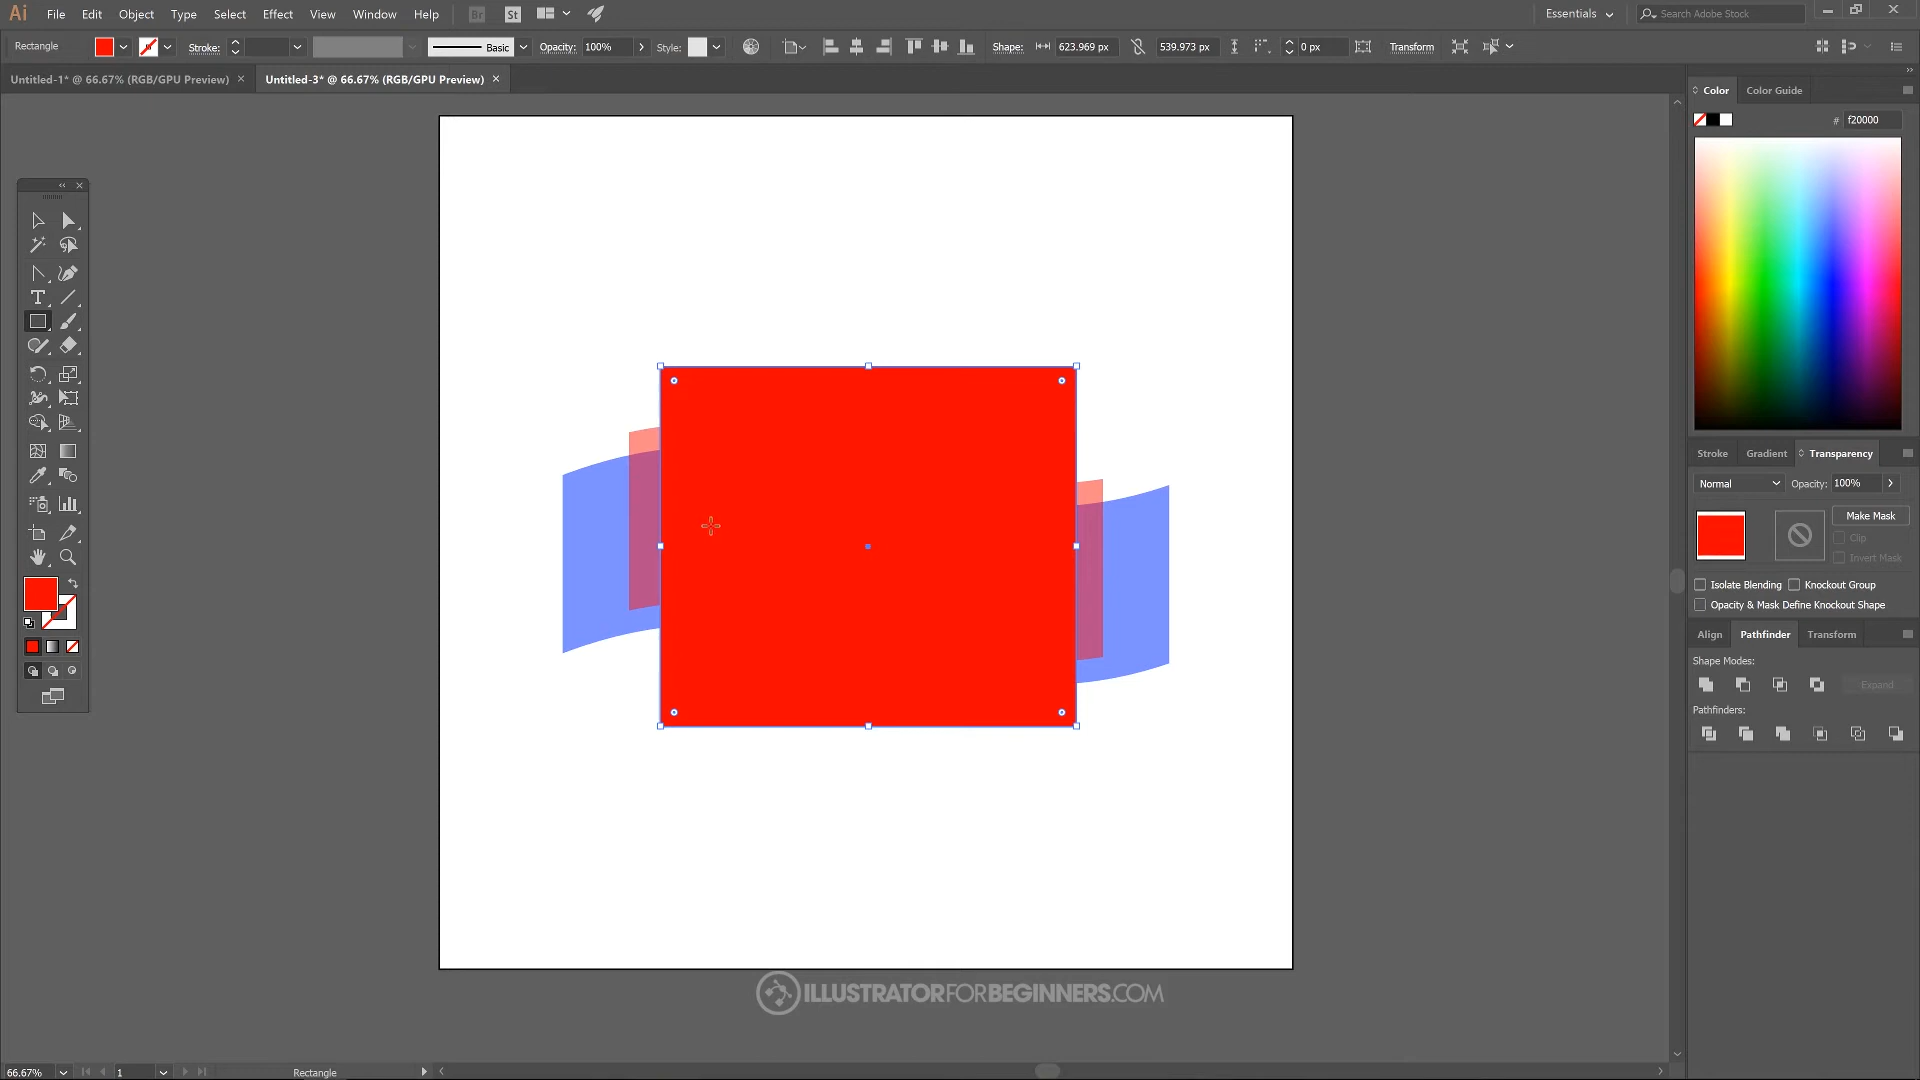 Ai File Edit Object Type Select Effect View Window Help Br St Essentials Search Adobe Stock
Rectangle Stroke: Basic Opacity: 100% Style: Shape: 623.969 px 539.973 px 0 px Transform
Untitled-1* @ 66.67% (RGB/GPU Preview) Untitled-3* @ 66.67% (RGB/GPU Preview)
Color Color Guide
# f20000
Stroke Gradient Transparency
Normal Opacity: 100%
Make Mask
Clip
Invert Mask
Isolate Blending Knockout Group
Opacity & Mask Define Knockout Shape
Align Pathfinder Transform
Shape Modes:
Expand
Pathfinders:
ILLUSTRATORFORBEGINNERS.COM
66.67% 1 Rectangle